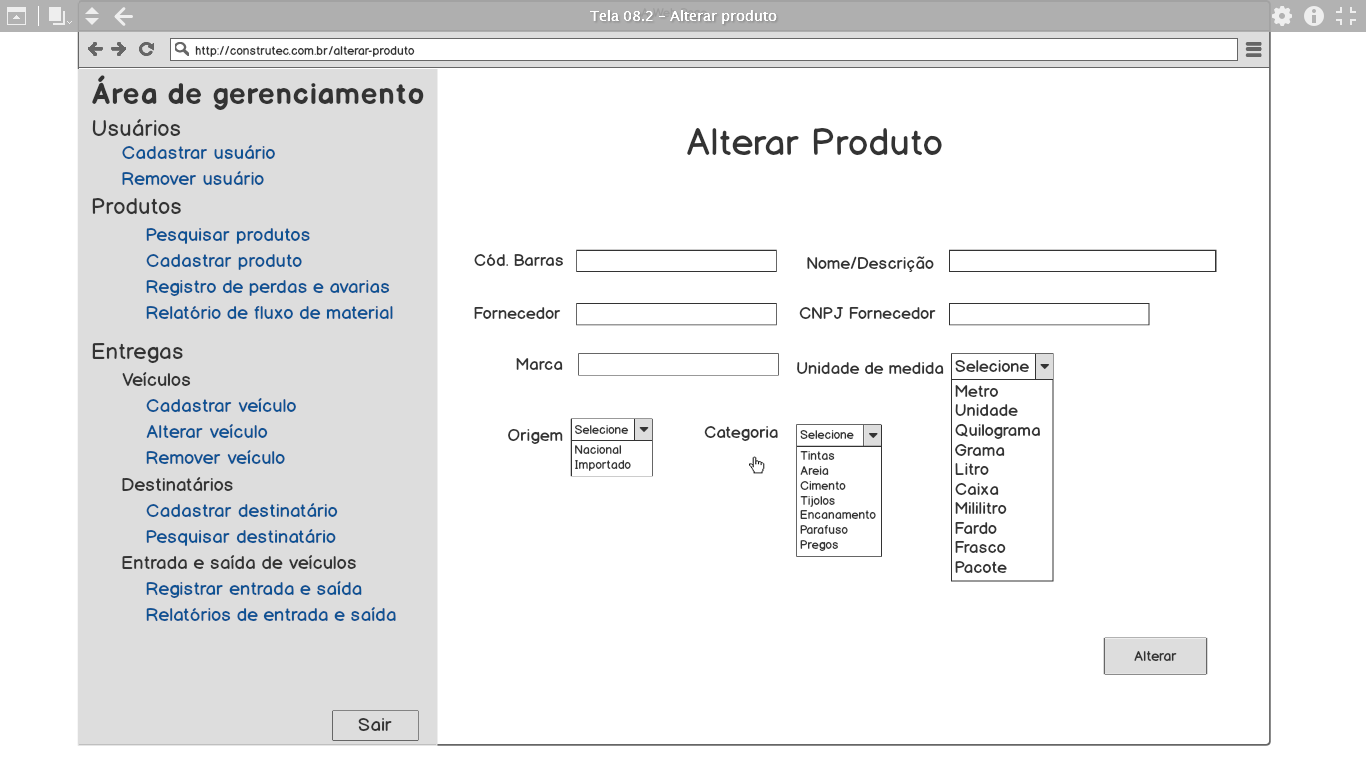 Tela 08.2 - Alterar produto
http://construtec.com.br/alterar-produto
Área de gerenciamento
Usuários
Cadastrar usuário
Remover usuário
Produtos
Pesquisar produtos
Cadastrar produto
Registro de perdas e avarias
Relatório de fluxo de material
Entregas
Veículos
Cadastrar veículo
Alterar veículo
Remover veículo
Destinatários
Cadastrar destinatário
Pesquisar destinatário
Entrada e saída de veículos
Registrar entrada e saída
Relatórios de entrada e saída
Sair
Alterar Produto
Cód. Barras
Nome/Descrição
Fornecedor
CNPJ Fornecedor
Marca
Unidade de medida
Selecione
Metro
Unidade
Quilograma
Grama
Litro
Caixa
Mililitro
Fardo
Frasco
Pacote
Origem
Selecione
Nacional
Importado
Categoria
Selecione
Tintas
Areia
Cimento
Tijolos
Encanamento
Parafuso
Pregos
Alterar